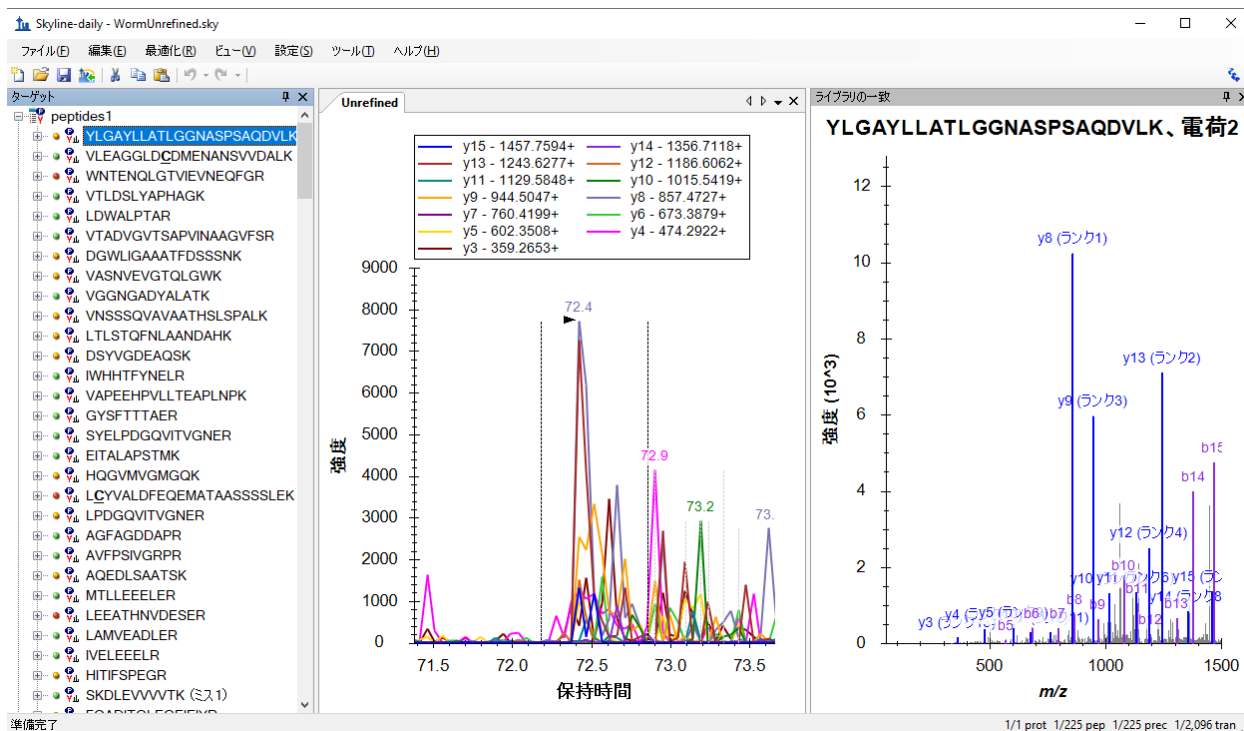 Skyline-daily - WormUnrefined.sky
ファイル(F) 編集(E) 最適化(R) ビュー(V) 設定(S) ツール(T) ヘルプ(H)
ターゲット
peptides1
YLGAYLLATLGGNASPSAQDVLK
VLEAGGLDCDMENANSVVDALK
WNTENQLGTVIEVNEQFGR
VTLDSLYAPHAGK
LDWALPTAR
VTADVGVTSAPVINAAGVFSR
DGWLIGAAATFDSSSNK
VASNVEVGTQLGWK
VGGNGADYALATK
VNSSSQVAVAATHSLSPALK
LTLSTQFNLAANDAHK
DSYVGDEAQSK
IWHHTFYNELR
VAPEEHPVLLTEAPLNPK
GYSFTTTAER
SYELPDGQVITVGNER
EITALAPSTMK
HQGVMVGMGQK
LCYVALDFEQEMATAASSSSLEK
LPDGQVITVGNER
AGFAGDDAPR
AVFPSIVGRPR
AQEDLSAATSK
MTLLEEELER
LEEATHNVDESER
LAMVEADLER
IVELEEELR
HITIFSPEGR
SKDLEVVVVTK (ミス1)
準備完了
Unrefined
y15 - 1457.7594+ y14 - 1356.7118+
y13 - 1243.6277+ y12 - 1186.6062+
y11 - 1129.5848+ y10 - 1015.5419+
y9 - 944.5047+ y8 - 857.4727+
y7 - 760.4199+ y6 - 673.3879+
y5 - 602.3508+ y4 - 474.2922+
y3 - 359.2653+
9000
8000
7000
6000
5000
4000
3000
2000
1000
0
強度
72.4
72.9
73.2
73.
71.5 72.0 72.5 73.0 73.5
保持時間
ライブラリの一致
YLGAYLLATLGGNASPSAQDVLK、電荷2
12
10
8
6
4
2
0
強度 (10^3)
y8 (ランク1)
y13 (ランク2)
y9 (ランク3)
b15
b14
y12 (ランク4)
b10
y10
b11
b8
b9
b13
b12
b5
b6
b7
500 1000 1500
m/z
1/1 prot 1/225 pep 1/225 prec 1/2,096 tran